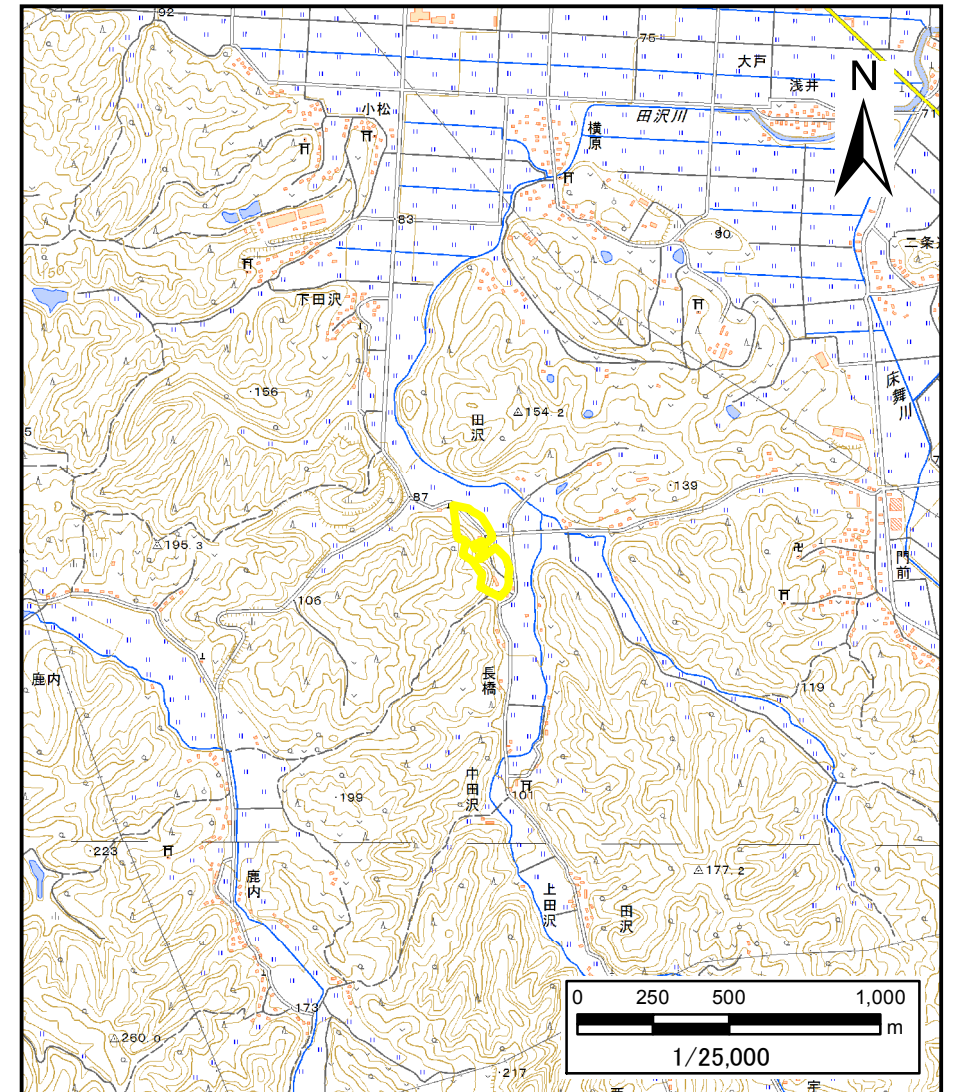 92
75
大戸
浅井
N
小松
田沢川
71
横原
83
90
二条
下田沢
床舞川
156
154.2
田沢
139
87
195.3
門前
106
鹿内
長橋
119
中田沢
101
199
223
177.2
鹿内
上田沢
田沢
173
260.0
217
0 250 500 1,000
m
1/25,000